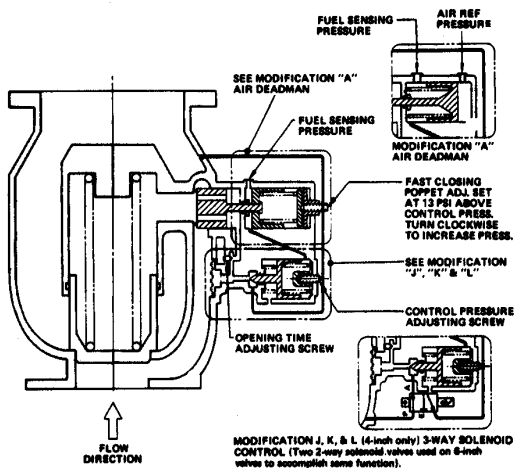 FUEL SENSING
PRESSURE
AIR REF
PRESSURE
SEE MODIFICATION "A"
AIR DEADMAN
FUEL SENSING
PRESSURE
MODIFICATION "A"
AIR DEADMAN
FAST CLOSING
POPPET ADJ. SET
AT 13 PSI ABOVE
CONTROL PRESS.
TURN CLOCKWISE
TO INCREASE PRESS.
SEE MODIFICATION
"J", "K" & "L"
CONTROL PRESSURE
ADJUSTING SCREW
OPENING TIME
ADJUSTING SCREW
FLOW
DIRECTION
MODIFICATION J, K, & L (4-inch only) 3-WAY SOLENOID
CONTROL (Two 2-way solenoid valves used on 6-inch
valves to accomplish same function).